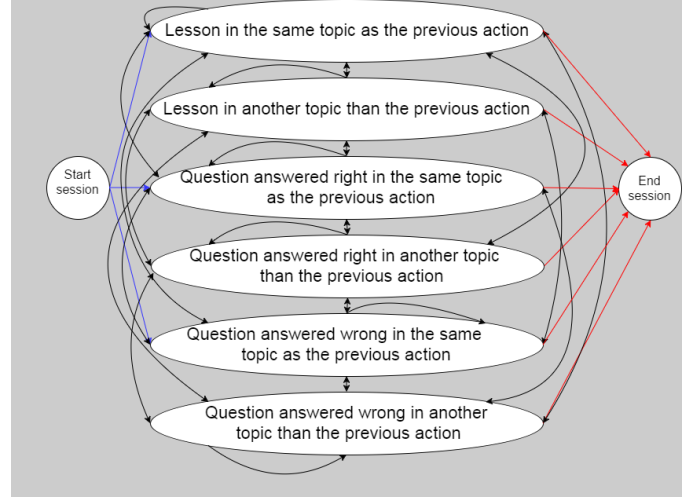 Lesson in the same topic as the previous action
Lesson in another topic than the previous action
Start
session
Question answered right in the same topic
as the previous action
End
session
Question answered right in another topic
than the previous action
Question answered wrong in the same
topic as the previous action
Question answered wrong in another
topic than the previous action